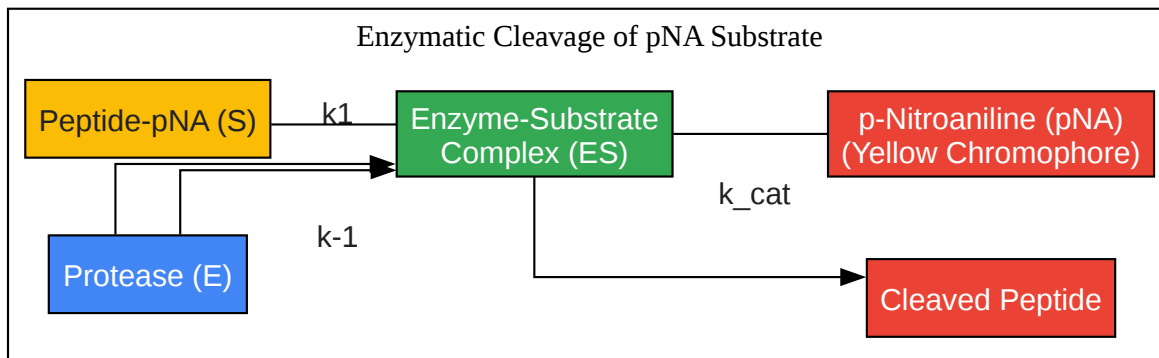 Enzymatic Cleavage of pNA Substrate
Peptide-pNA (S)
k1
Enzyme-Substrate
Complex (ES)
p-Nitroaniline (pNA)
(Yellow Chromophore)
k_cat
k-1
Protease (E)
Cleaved Peptide